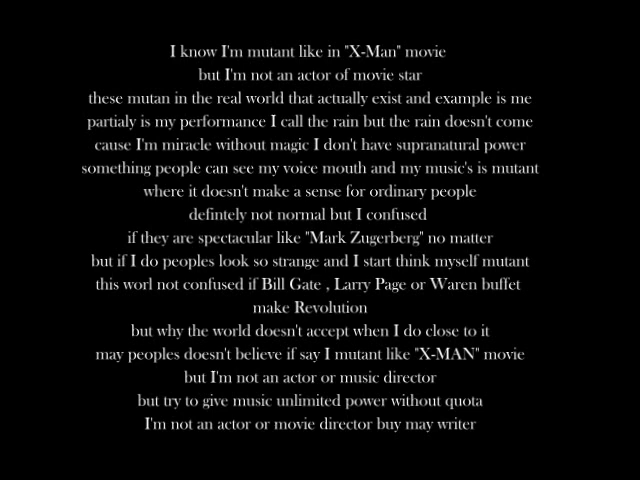 I know I'm mutant like in "X-Man" movie
but I'm not an actor of movie star
these mutan in the real world that actually exist and example is me
partialy is my performance I call the rain but the rain doesn't come
cause I'm miracle without magic I don't have supranatural power
something people can see my voice mouth and my music's is mutant
where it doesn't make a sense for ordinary people
defintely not normal but I confused
if they are spectacular like "Mark Zugerberg" no matter
but if I do peoples look so strange and I start think myself mutant
this worl not confused if Bill Gate , Larry Page or Waren buffet
make Revolution
but why the world doesn't accept when I do close to it
may peoples doesn't believe if say I mutant like "X-MAN" movie
but I'm not an actor or music director
but try to give music unlimited power without quota
I'm not an actor or movie director buy may writer